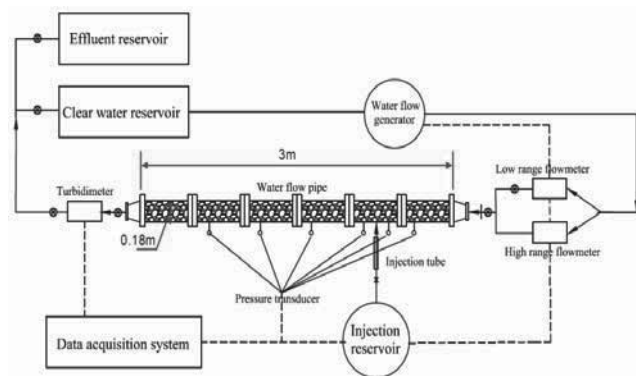 Effluent reservoir
Clear water reservoir
Water flow
generator
3m
Low range flowmeter
Turbidimeter
Water flow pipe
0.18m
High range flowmeter
Injection tube
Pressure transducer
Injection
reservoir
Data acquisition system